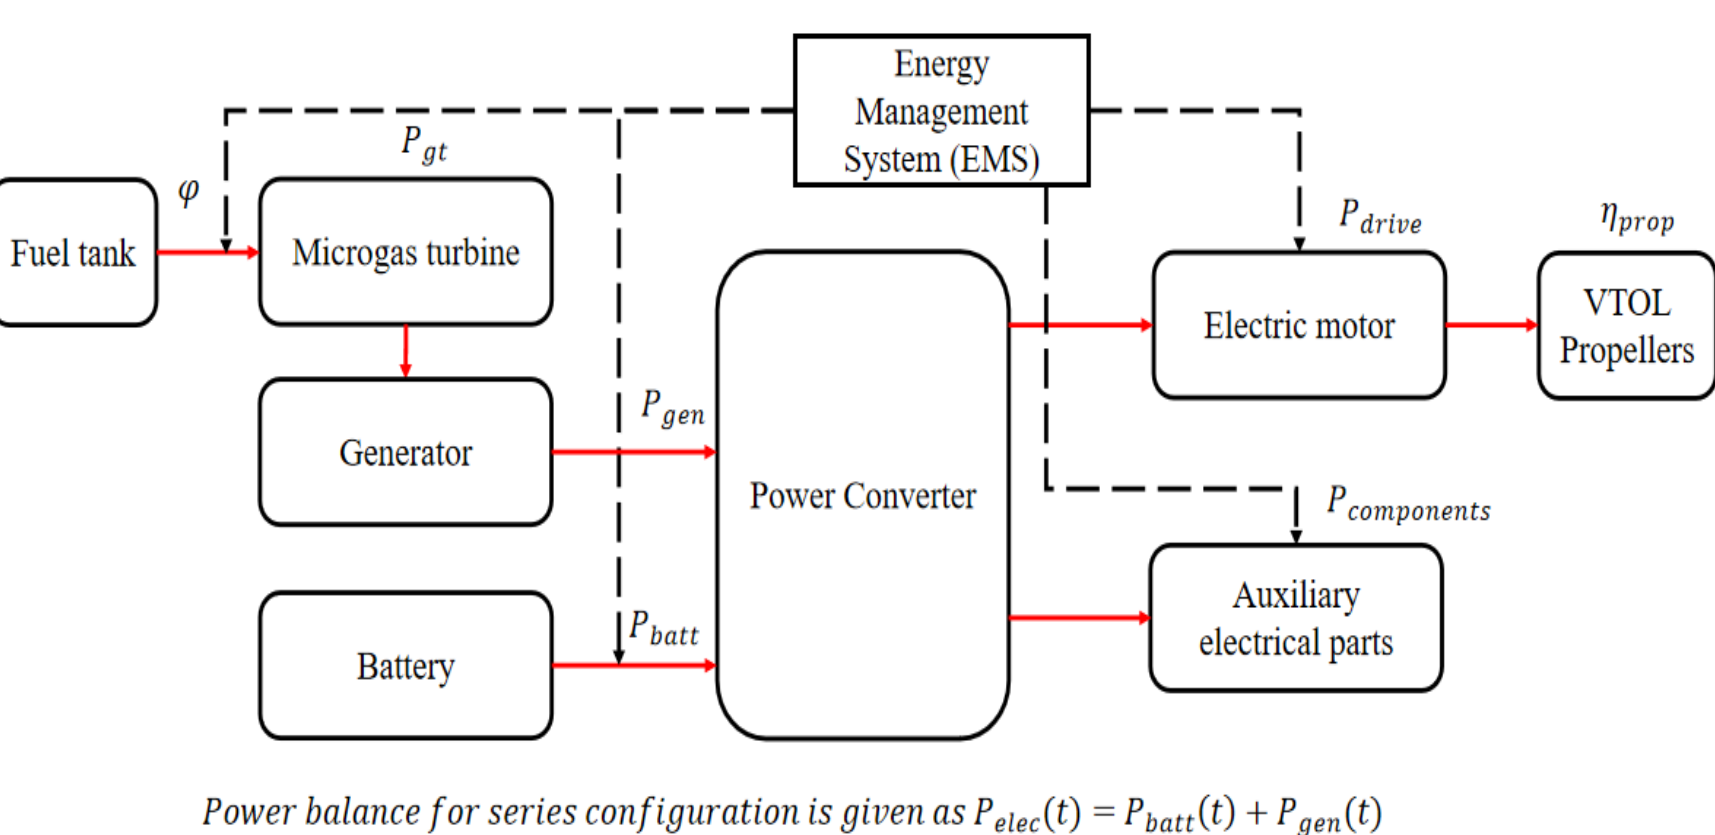 Energy
Management
System (EMS)
P_gt
φ
Fuel tank
Microgas turbine
P_drive
η_prop
Electric motor
VTOL
Propellers
P_gen
Generator
Power Converter
P_components
P_batt
Battery
Auxiliary
electrical parts
Power balance for series configuration is given as P_elec(t) = P_batt(t) + P_gen(t)